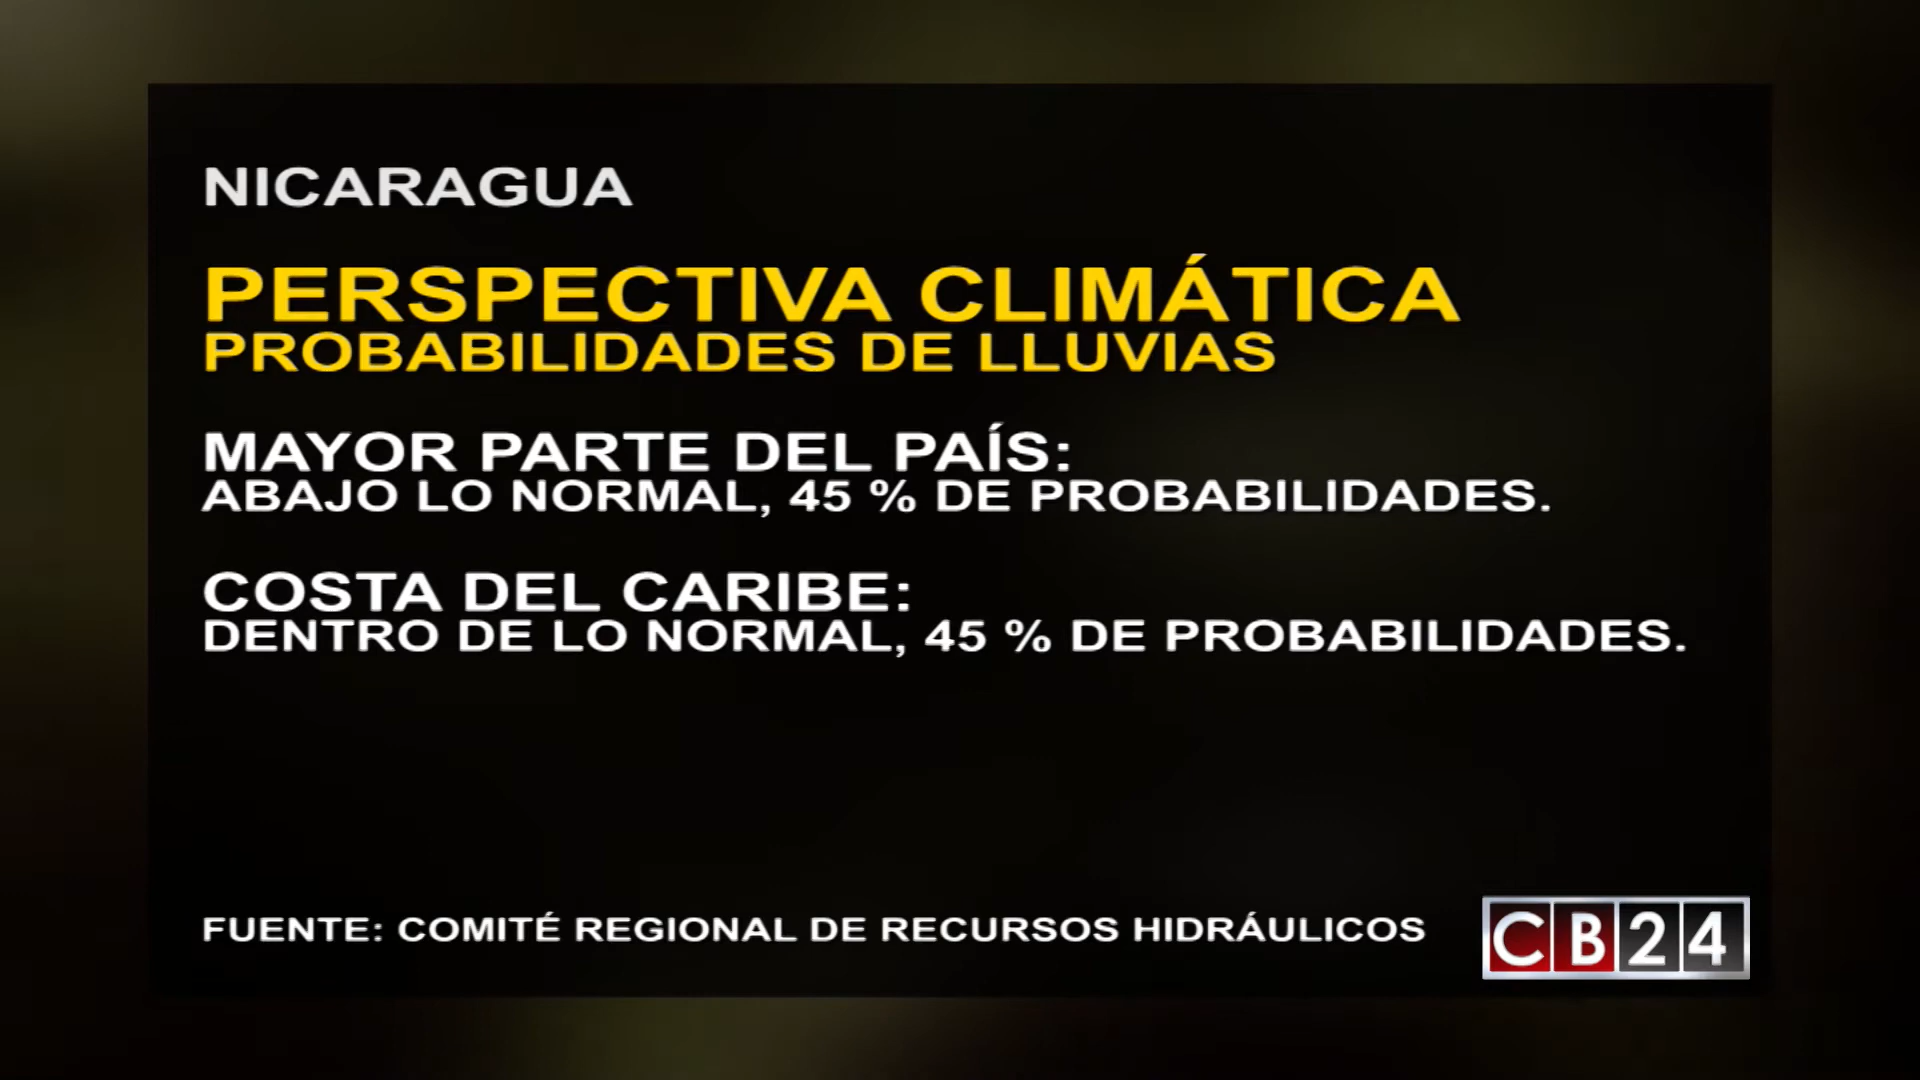 NICARAGUA
PERSPECTIVA CLIMÁTICA
PROBABILIDADES DE LLUVIAS
MAYOR PARTE DEL PAÍS:
ABAJO LO NORMAL, 45 % DE PROBABILIDADES.
COSTA DEL CARIBE:
DENTRO DE LO NORMAL, 45 % DE PROBABILIDADES.
FUENTE: COMITÉ REGIONAL DE RECURSOS HIDRÁULICOS
CB24